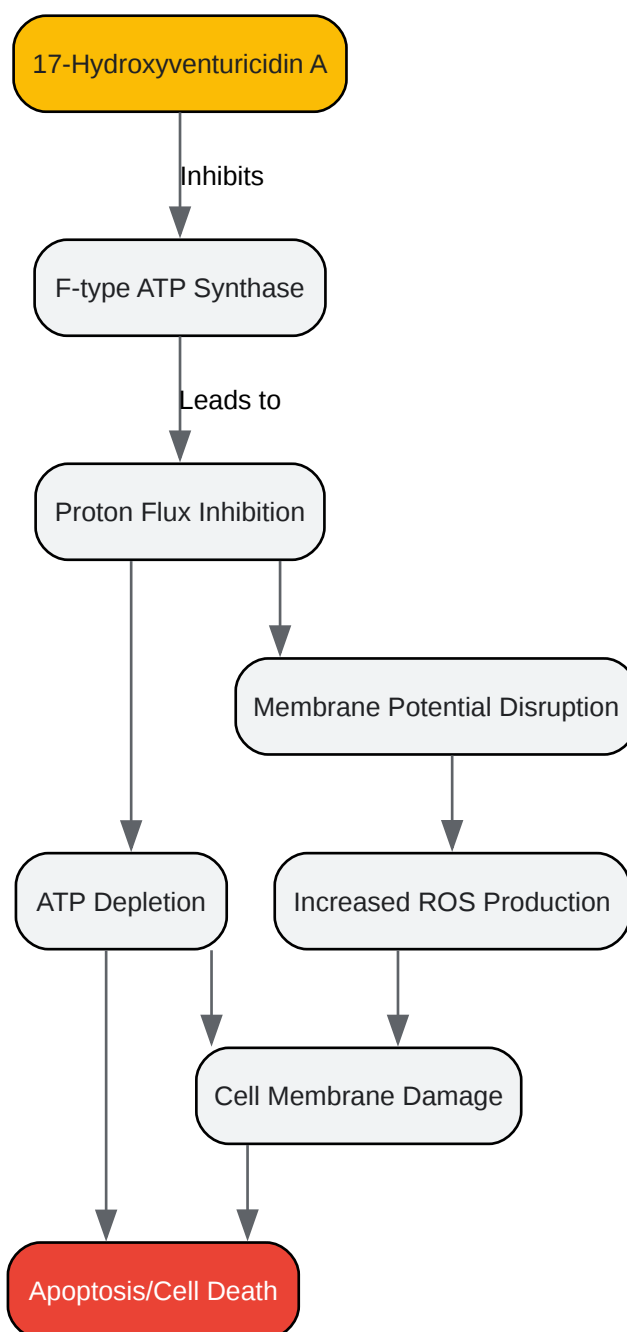 17-Hydroxyventuricidin A
Inhibits
F-type ATP Synthase
Leads to
Proton Flux Inhibition
Membrane Potential Disruption
ATP Depletion
Increased ROS Production
Cell Membrane Damage
Apoptosis/Cell Death